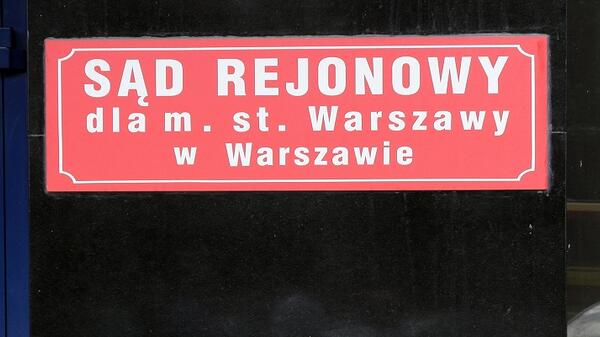 SĄD REJONOWY
dla m. st. Warszawy
w Warszawie